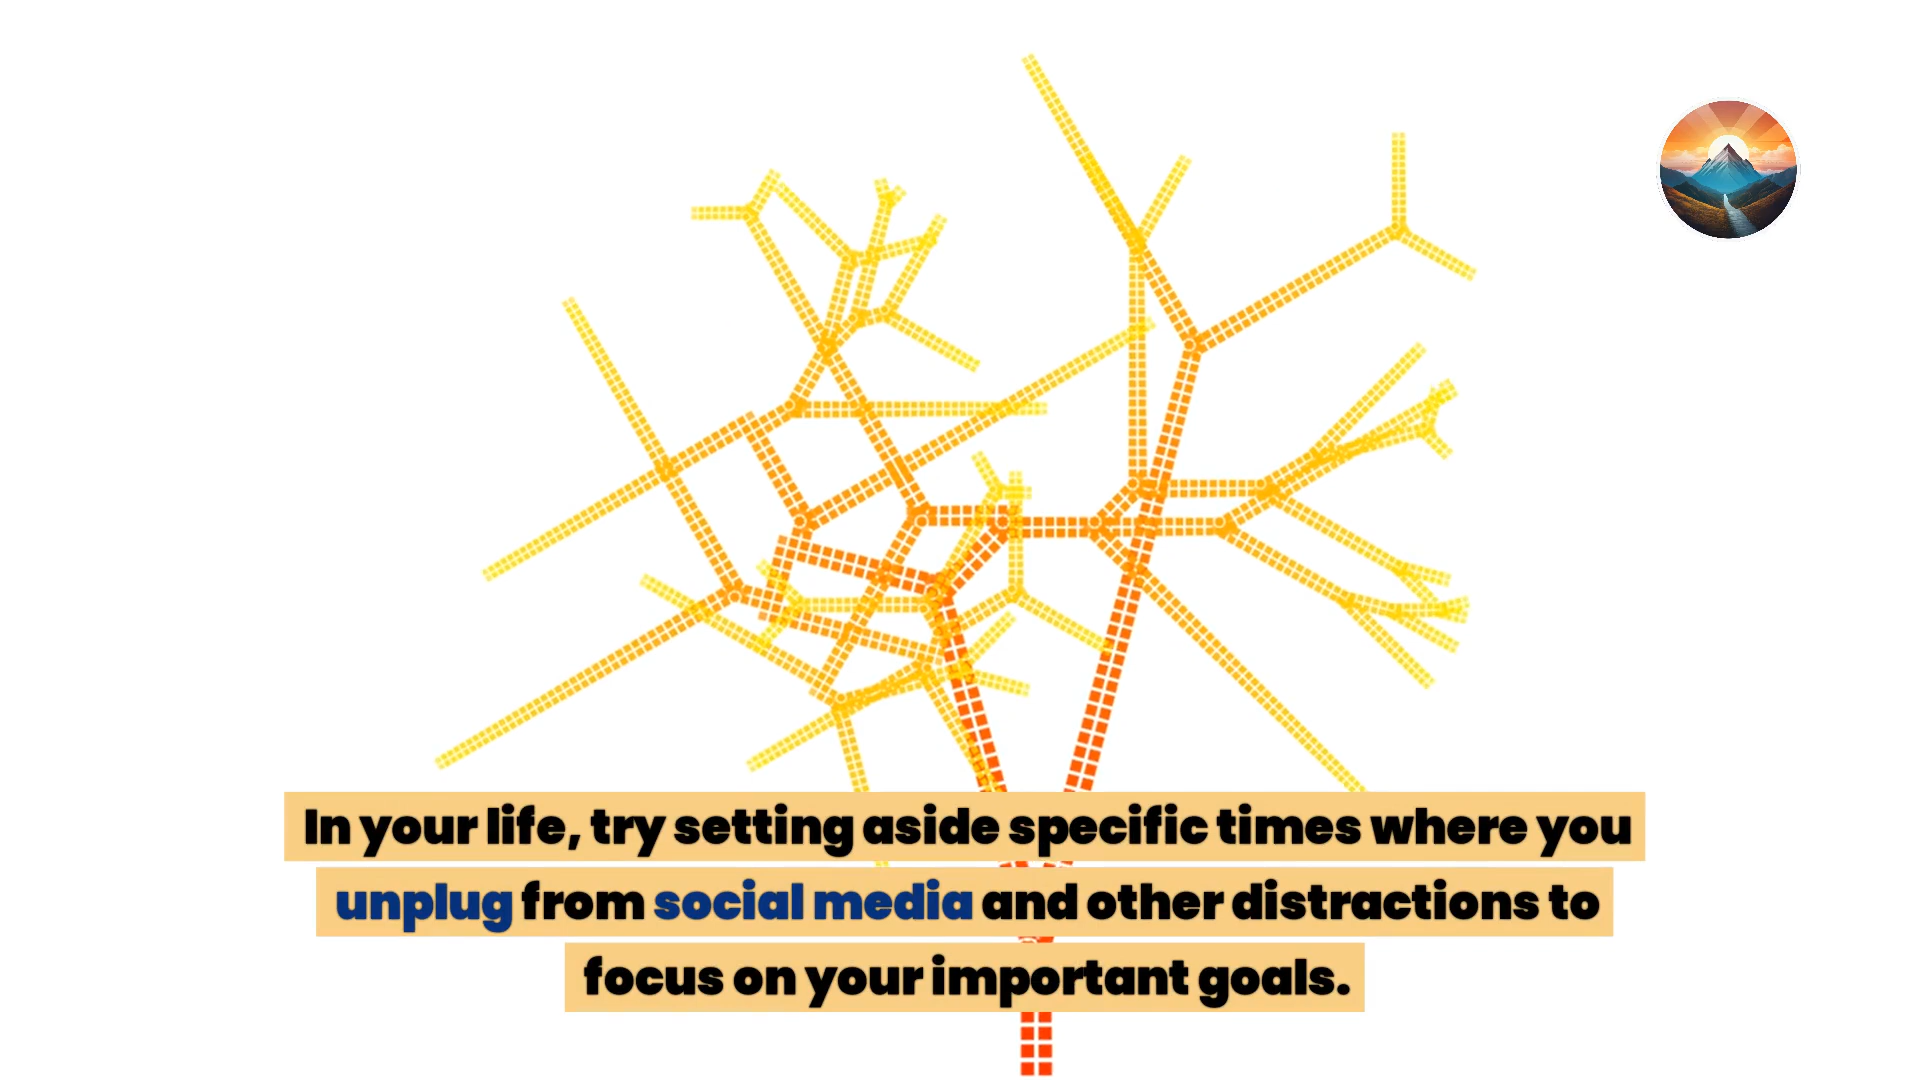 In your life, try setting aside specific times where you
unplug from social media and other distractions to
focus on your important goals.